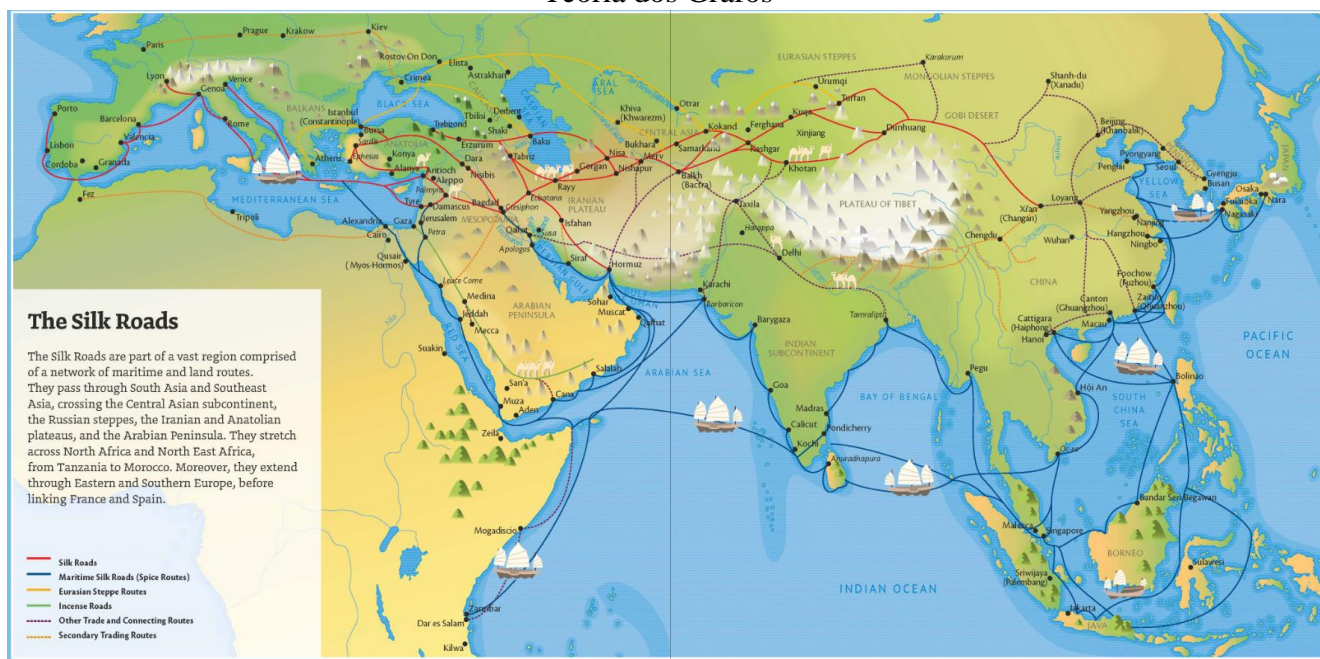 Teoria dos Grafos
Paris
Prague
Krakow
Kiev
Lyon
Venice
Genoa
Rostov On Don
Elista
Crimea
Astrakhan
EURASIAN STEPPES
Karakorum
MONGOLIAN STEPPES
Urumqi
Turfan
Shanh-du
(Xanadu)
Porto
Barcelona
Valencia
Lisbon
Cordoba
Granada
Rome
BALKANS
Istanbul
(Constantinople)
BLACK SEA
Bursa
Sardis
Ephesus
ANATOLIA
Konya
Alanya
Athens
Trebizond
Tbilisi
Derbent
Shaki
Erzurum
Baku
CASPIAN
ARAL
SEA
Khiva
(Khwarezm)
Otrar
CENTRAL ASIA
Kokand
Ferghana
Kuqa
Xinjiang
Dunhuang
GOBI DESERT
Bukhara
Samarkand
Kashgar
Khotan
Beijing
(Khanbalik)
Pyongyang
Penglai
Seoul
Gyengju
Busan
JAPAN
Osaka
Fukuoka
Nara
Nagasaki
YELLOW
SEA
Antioch
Aleppo
Dara
Nisibis
Tabriz
Rayy
Gorgan
Nisa
Nishapur
Merv
Balkh
(Bactra)
Palmyra
Tyre
Damascus
Jerusalem
MESOPOTAMIA
Bagdad
Ctesiphon
Ecbatana
IRANIAN
PLATEAU
Isfahan
Susa
Taxila
Harappa
Delhi
PLATEAU OF TIBET
Xi'an
(Changan)
Loyang
Chengdu
Wuhan
Yangzhou
Nanjing
Hangzhou
Ningbo
CHINA
Foochow
(Fuzhou)
Zaitun
(Quanzhou)
Canton
(Ghuangzhou)
Macau
Cattigara
(Haiphong)
Hanoi
Fez
Tripoli
MEDITERRANEAN SEA
Alexandria
Gaza
Cairo
Petra
Qusair
(Myos-Hormos)
Apologos
Siraf
Hormuz
Sohar
Muscat
Qalhat
Karachi
Barbaricon
Barygaza
Tamralipti
Leuce Come
Medina
Jeddah
Mecca
ARABIAN
PENINSULA
Nile
RED SEA
Suakin
San'a
Muza
Aden
Cana
Salalah
Zeila
ARABIAN SEA
INDIAN
SUBCONTINENT
Goa
Madras
Calicut
Pondicherry
Kochi
Anuradhapura
BAY OF BENGAL
Pegu
Hôi An
Oc-eo
SOUTH
CHINA
SEA
Bolinao
PACIFIC
OCEAN
Mogadiscio
Zanzibar
Dar es Salam
Kilwa
INDIAN OCEAN
Malacca
Singapore
Sriwijaya
(Palembang)
Jakarta
JAVA
BORNEO
Bandar Seri Begawan
Sulawesi
The Silk Roads
The Silk Roads are part of a vast region comprised
of a network of maritime and land routes.
They pass through South Asia and Southeast
Asia, crossing the Central Asian subcontinent,
the Russian steppes, the Iranian and Anatolian
plateaus, and the Arabian Peninsula. They stretch
across North Africa and North East Africa,
from Tanzania to Morocco. Moreover, they extend
through Eastern and Southern Europe, before
linking France and Spain.
Silk Roads
Maritime Silk Roads (Spice Routes)
Eurasian Steppe Routes
Incense Roads
Other Trade and Connecting Routes
Secondary Trading Routes